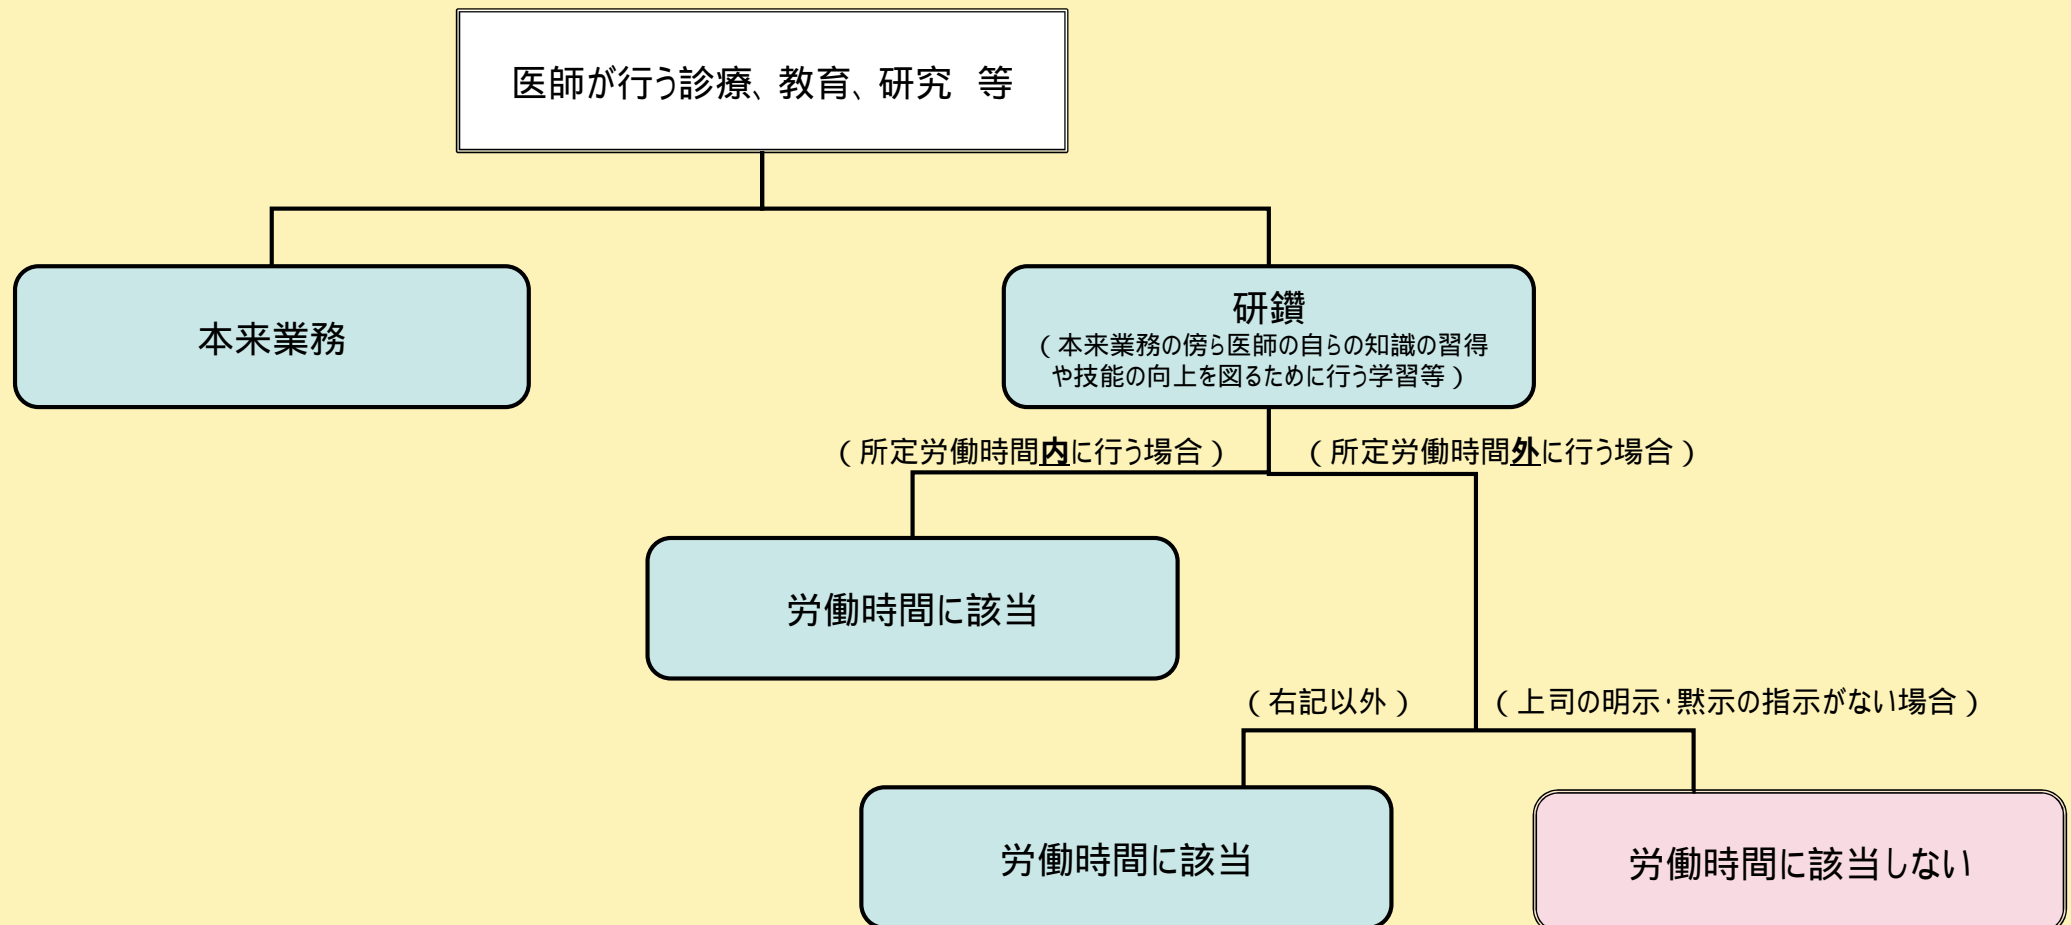 医師が行う診療、教育、研究　等
本来業務
研鑽
（本来業務の傍ら医師の自らの知識の習得
や技能の向上を図るために行う学習等）
（所定労働時間内に行う場合）
（所定労働時間外に行う場合）
労働時間に該当
（右記以外）
（上司の明示・黙示の指示がない場合）
労働時間に該当
労働時間に該当しない